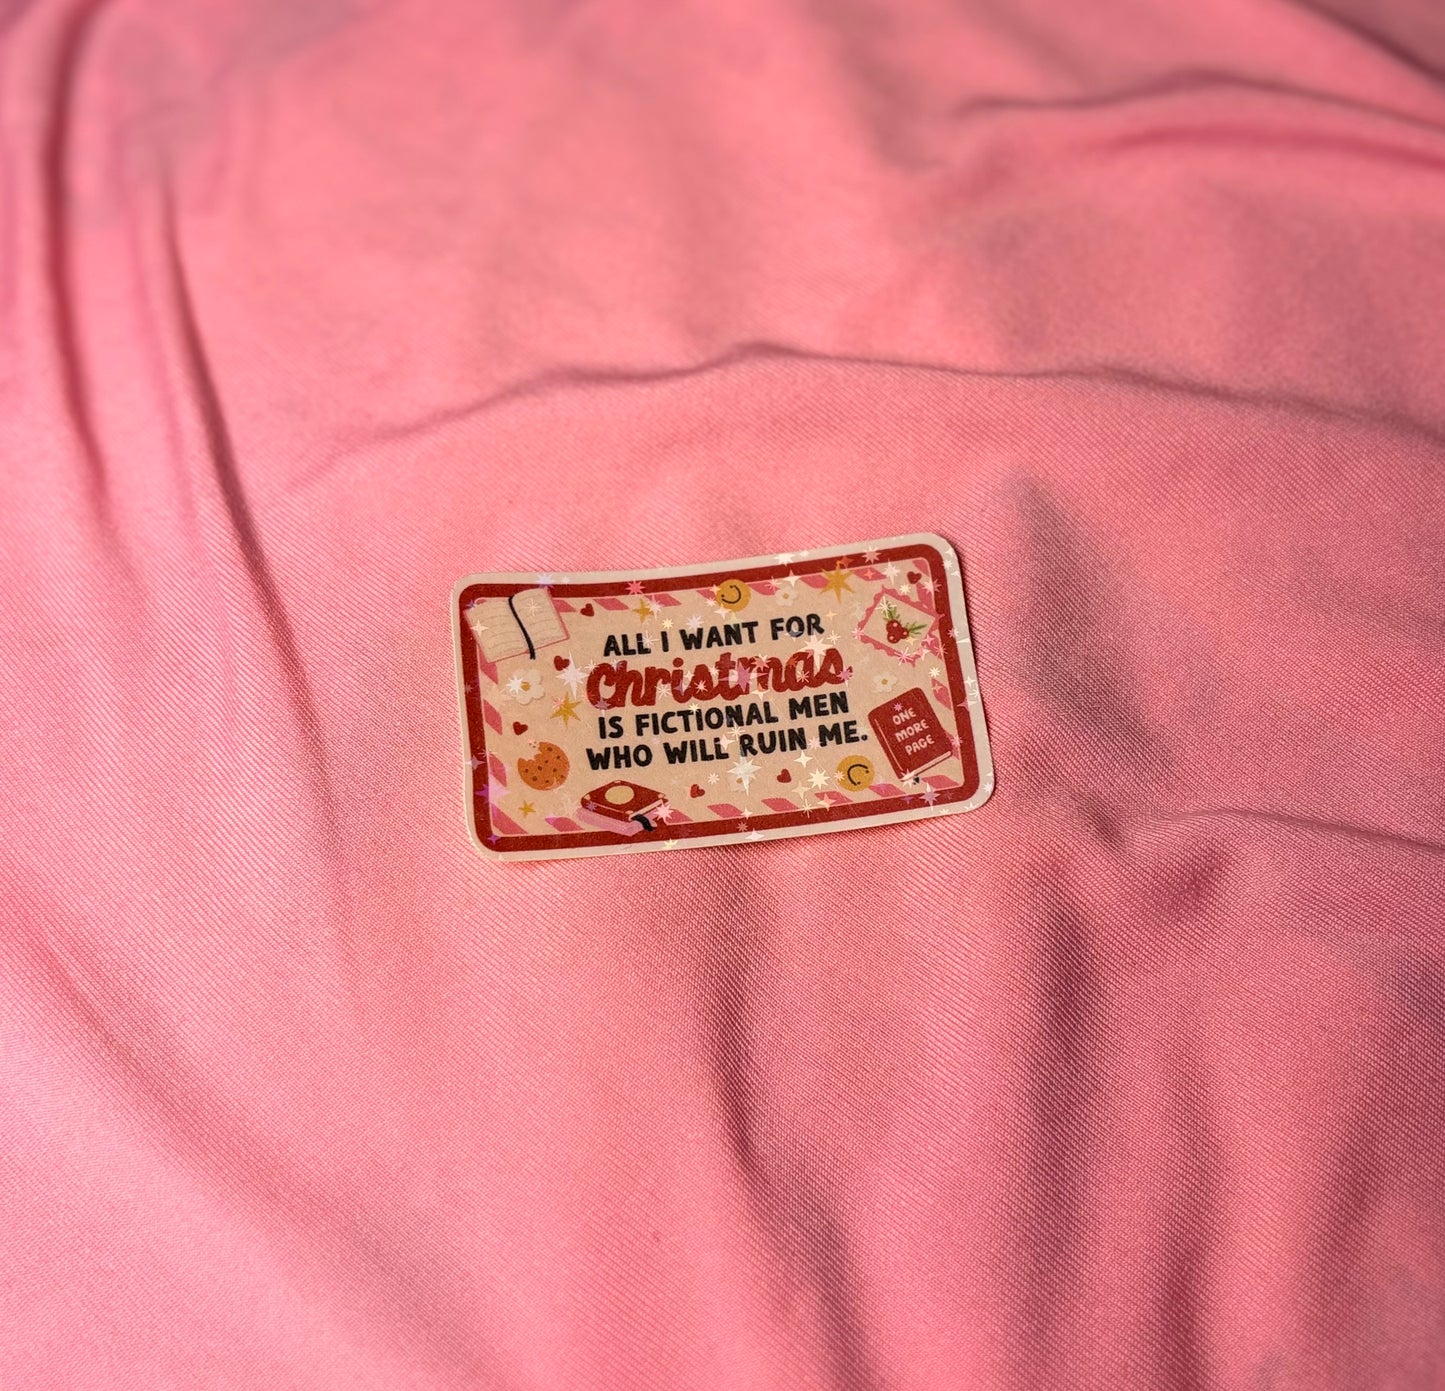 ALL I WANT FOR
Christmas
IS FICTIONAL MEN
WHO WILL RUIN ME.
ONE
MORE
PAGE